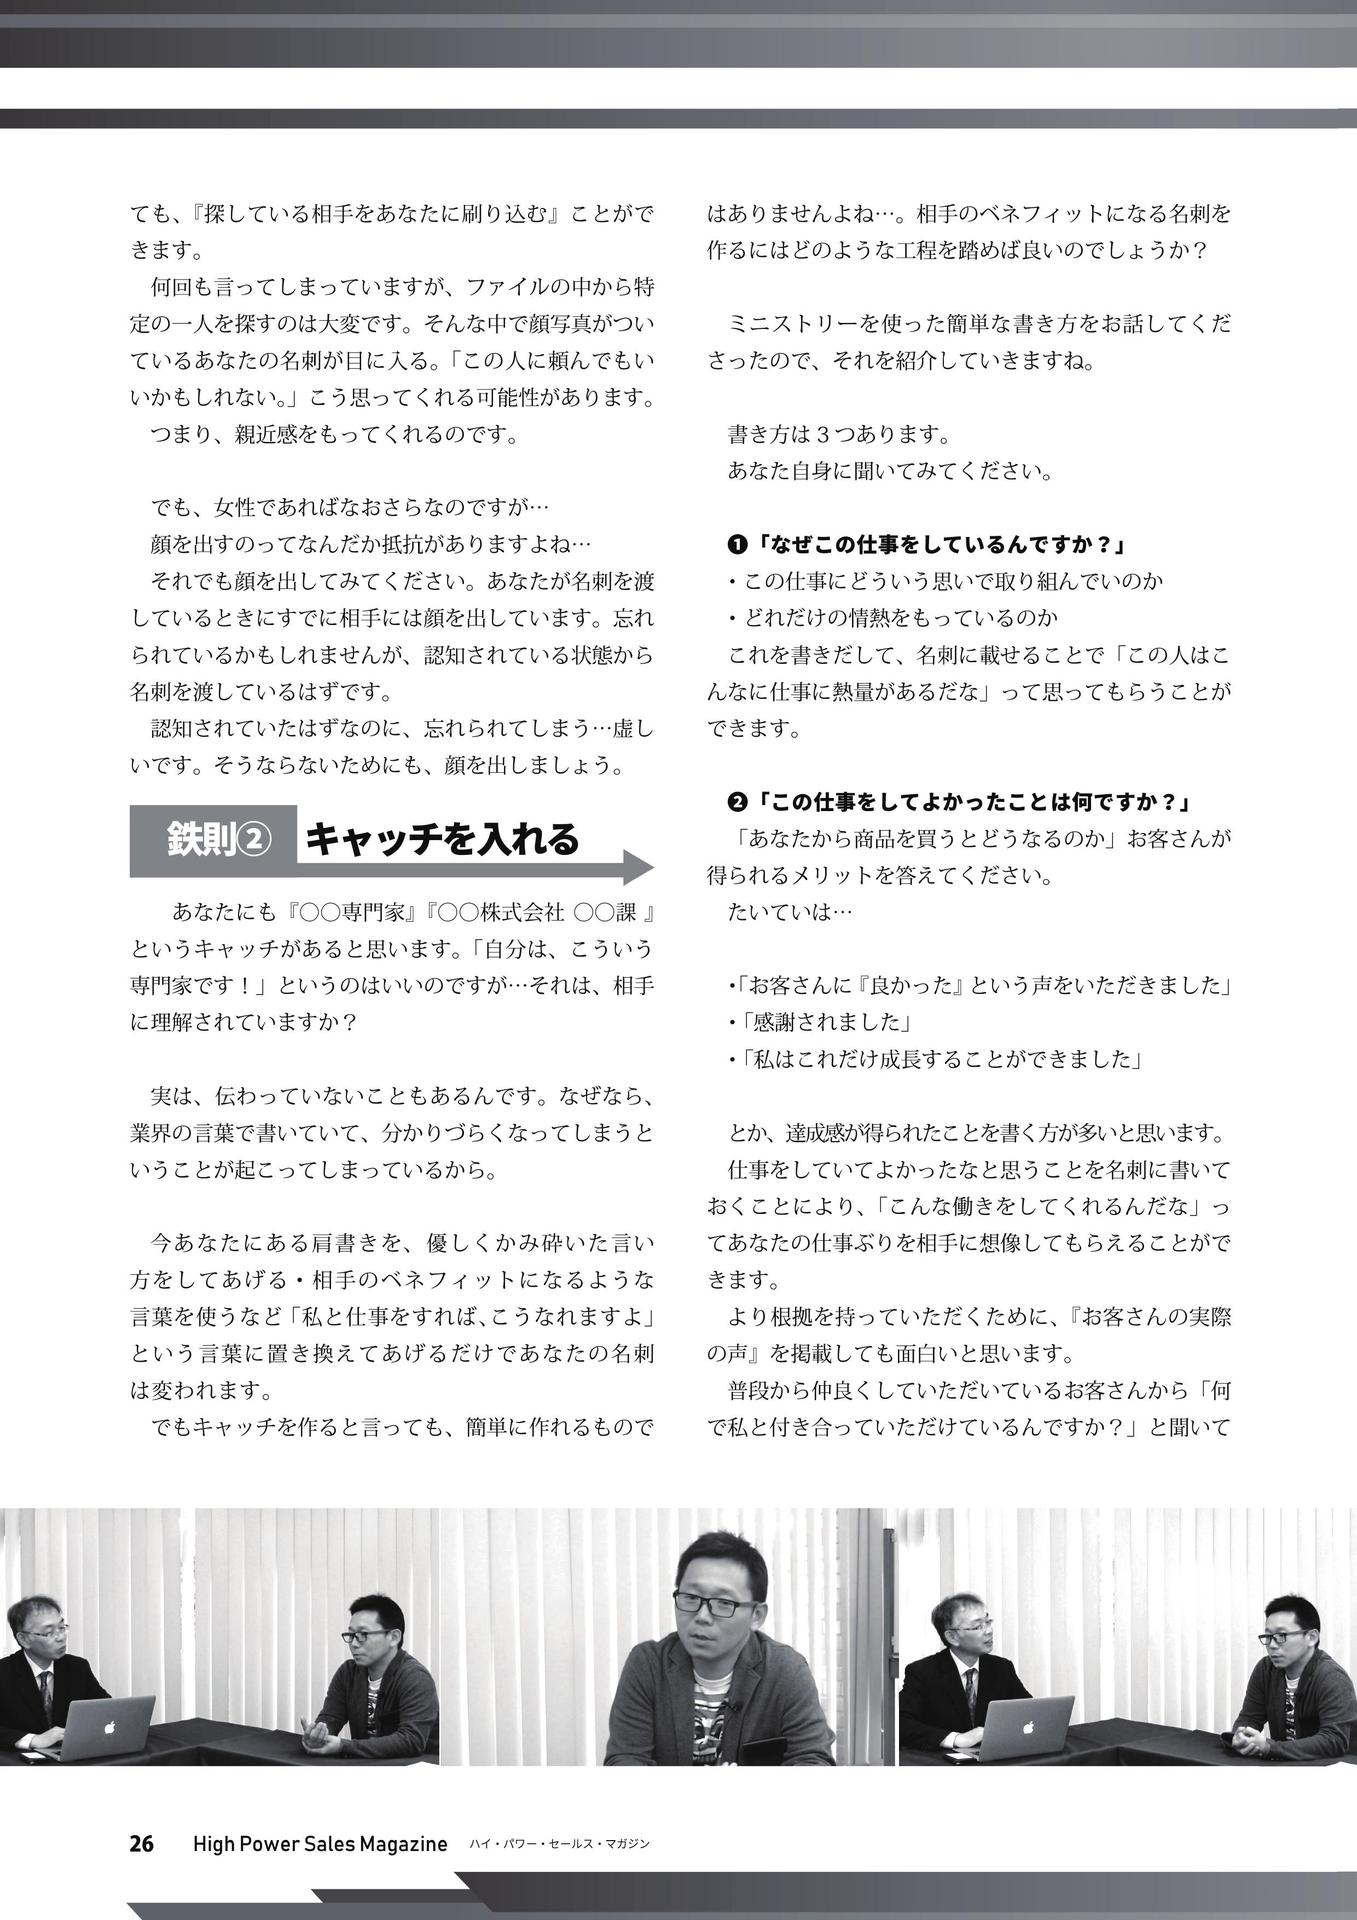 ても、『探している相手をあなたに刷り込む』ことがで
きます。
　何回も言ってしまっていますが、ファイルの中から特
定の一人を探すのは大変です。そんな中で顔写真がつい
ているあなたの名刺が目に入る。「この人に頼んでもい
いかもしれない。」こう思ってくれる可能性があります。
　つまり、親近感をもってくれるのです。
　でも、女性であればなおさらなのですが…
　顔を出すのってなんだか抵抗がありますよね…
　それでも顔を出してみてください。あなたが名刺を渡
しているときにすでに相手には顔を出しています。忘れ
られているかもしれませんが、認知されている状態から
名刺を渡しているはずです。
　認知されていたはずなのに、忘れられてしまう…虚し
いです。そうならないためにも、顔を出しましょう。
鉄則② キャッチを入れる
　あなたにも『〇〇専門家』『〇〇株式会社 〇〇課 』
というキャッチがあると思います。「自分は、こういう
専門家です！」というのはいいのですが…それは、相手
に理解されていますか？
　実は、伝わっていないこともあるんです。なぜなら、
業界の言葉で書いていて、分かりづらくなってしまうと
いうことが起こってしまっているから。
　今あなたにある肩書きを、優しくかみ砕いた言い
方をしてあげる・相手のベネフィットになるような
言葉を使うなど「私と仕事をすれば、こうなれますよ」
という言葉に置き換えてあげるだけであなたの名刺
は変われます。
　でもキャッチを作ると言っても、簡単に作れるもので
はありませんよね…。相手のベネフィットになる名刺を
作るにはどのような工程を踏めば良いのでしょうか？
　ミニストリーを使った簡単な書き方をお話してくだ
さったので、それを紹介していきますね。
　書き方は 3 つあります。
　あなた自身に聞いてみてください。
❶「なぜこの仕事をしているんですか？」
・この仕事にどういう思いで取り組んでいのか
・どれだけの情熱をもっているのか
　これを書きだして、名刺に載せることで「この人はこ
んなに仕事に熱量があるだな」って思ってもらうことが
できます。
❷「この仕事をしてよかったことは何ですか？」
　「あなたから商品を買うとどうなるのか」お客さんが
得られるメリットを答えてください。
　たいていは…
・「お客さんに『良かった』という声をいただきました」
・「感謝されました」
・「私はこれだけ成長することができました」
　とか、達成感が得られたことを書く方が多いと思います。
　仕事をしていてよかったなと思うことを名刺に書いて
おくことにより、「こんな働きをしてくれるんだな」っ
てあなたの仕事ぶりを相手に想像してもらえることがで
きます。
　より根拠を持っていただくために、『お客さんの実際
の声』を掲載しても面白いと思います。
　普段から仲良くしていただいているお客さんから「何
で私と付き合っていただけているんですか？」と聞いて
26　High Power Sales Magazine　ハイ・パワー・セールス・マガジン